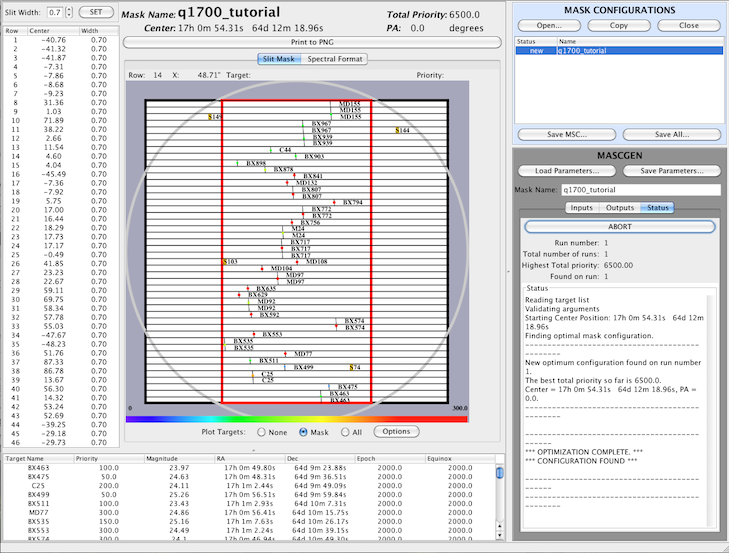 Slit Width: 0.7 SET
Mask Name: q1700_tutorial Total Priority: 6500.0
Center: 17h 0m 54.31s 64d 12m 18.96s PA: 0.0 degrees
Print to PNG
Slit Mask Spectral Format
Row: 14 X: 48.71" Target: Priority:
Row Center Width
1 -40.76 0.70
2 -41.32 0.70
3 -41.87 0.70
4 -7.31 0.70
5 -7.86 0.70
6 -8.68 0.70
7 -9.23 0.70
8 31.36 0.70
9 1.03 0.70
10 71.89 0.70
11 38.22 0.70
12 2.66 0.70
13 11.54 0.70
14 4.60 0.70
15 4.04 0.70
16 -45.49 0.70
17 -7.36 0.70
18 -7.92 0.70
19 5.75 0.70
20 17.00 0.70
21 16.44 0.70
22 18.29 0.70
23 17.73 0.70
24 17.17 0.70
25 -0.49 0.70
26 41.85 0.70
27 23.23 0.70
28 22.67 0.70
29 59.11 0.70
30 69.75 0.70
31 58.34 0.70
32 57.78 0.70
33 55.03 0.70
34 -47.67 0.70
35 -48.23 0.70
36 51.76 0.70
37 87.33 0.70
38 86.78 0.70
39 13.67 0.70
40 56.30 0.70
41 14.32 0.70
42 53.24 0.70
43 52.69 0.70
44 -39.25 0.70
45 -29.18 0.70
46 -29.73 0.70
MD155
MD155
S149 MD155
BX967
BX967 S144
BX939
BX939
C44
BX903
BX898
BX878
BX841
MD132
BX807
BX807
BX794
BX772
BX772
BX756
M24
M24
BX717
BX717
BX717
S103 MD108
MD104
MD97
MD97
BX635
BX629
MD92
MD92
BX592
BX574
BX574
BX553
BX535
BX535
MD77
BX511
BX499 S74
C25
C25
BX475
BX463
BX463
0 300.0
Plot Targets: None Mask All Options
Target Name Priority Magnitude RA Dec Epoch Equinox
BX463 100.0 23.97 17h 0m 49.80s 64d 9m 23.88s 2000.0 2000.0
BX475 50.0 24.63 17h 0m 48.31s 64d 9m 36.51s 2000.0 2000.0
C25 200.0 24.11 17h 1m 2.44s 64d 9m 49.09s 2000.0 2000.0
BX499 50.0 25.26 17h 0m 56.51s 64d 9m 59.84s 2000.0 2000.0
BX511 100.0 23.43 17h 1m 2.93s 64d 10m 7.31s 2000.0 2000.0
MD77 300.0 24.86 17h 0m 56.41s 64d 10m 15.75s 2000.0 2000.0
BX535 150.0 25.16 17h 1m 7.63s 64d 10m 26.17s 2000.0 2000.0
BX553 300.0 24.49 17h 1m 2.24s 64d 10m 39.15s 2000.0 2000.0
BX574 300.0 24.1 17h 0m 46.94s 64d 10m 49.30s 2000.0 2000.0
MASK CONFIGURATIONS
Open... Copy Close
Status Name
new q1700_tutorial
Save MSC... Save All...
MASCGEN
Load Parameters... Save Parameters...
Mask Name: q1700_tutorial
Inputs Outputs Status
ABORT
Run number: 1
Total number of runs: 1
Highest Total priority: 6500.00
Found on run: 1
Status
Reading target list
Validating arguments
Starting Center Position: 17h 0m 54.31s 64d 12m
18.96s
Finding optimal mask configuration.
New optimum configuration found on run number
1.
The best total priority so far is 6500.0.
Center = 17h 0m 54.31s 64d 12m 18.96s, PA =
0.0.
*** OPTIMIZATION COMPLETE. ***
*** CONFIGURATION FOUND ***